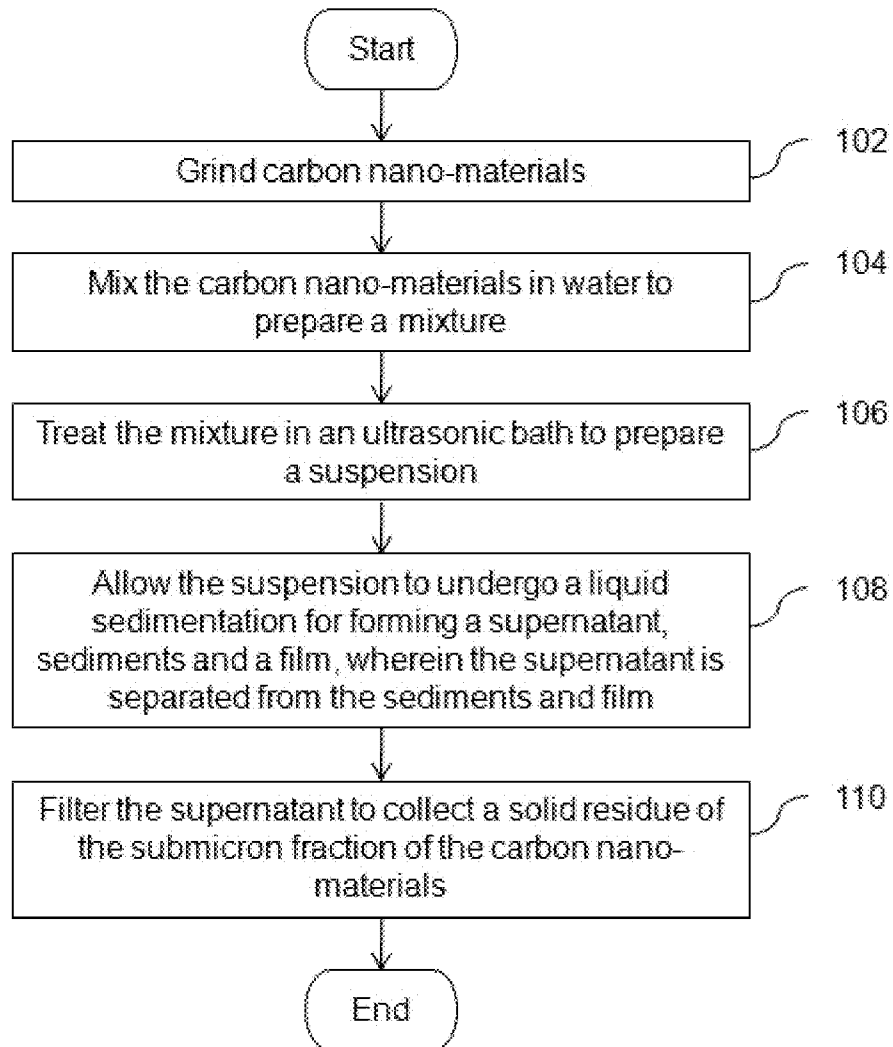 Start
102
Grind carbon nano-materials
104
Mix the carbon nano-materials in water to
prepare a mixture
106
Treat the mixture in an ultrasonic bath to prepare
a suspension
108
Allow the suspension to undergo a liquid
sedimentation for forming a supernatant,
sediments and a film, wherein the supernatant is
separated from the sediments and film
110
Filter the supernatant to collect a solid residue of
the submicron fraction of the carbon nano-
materials
End